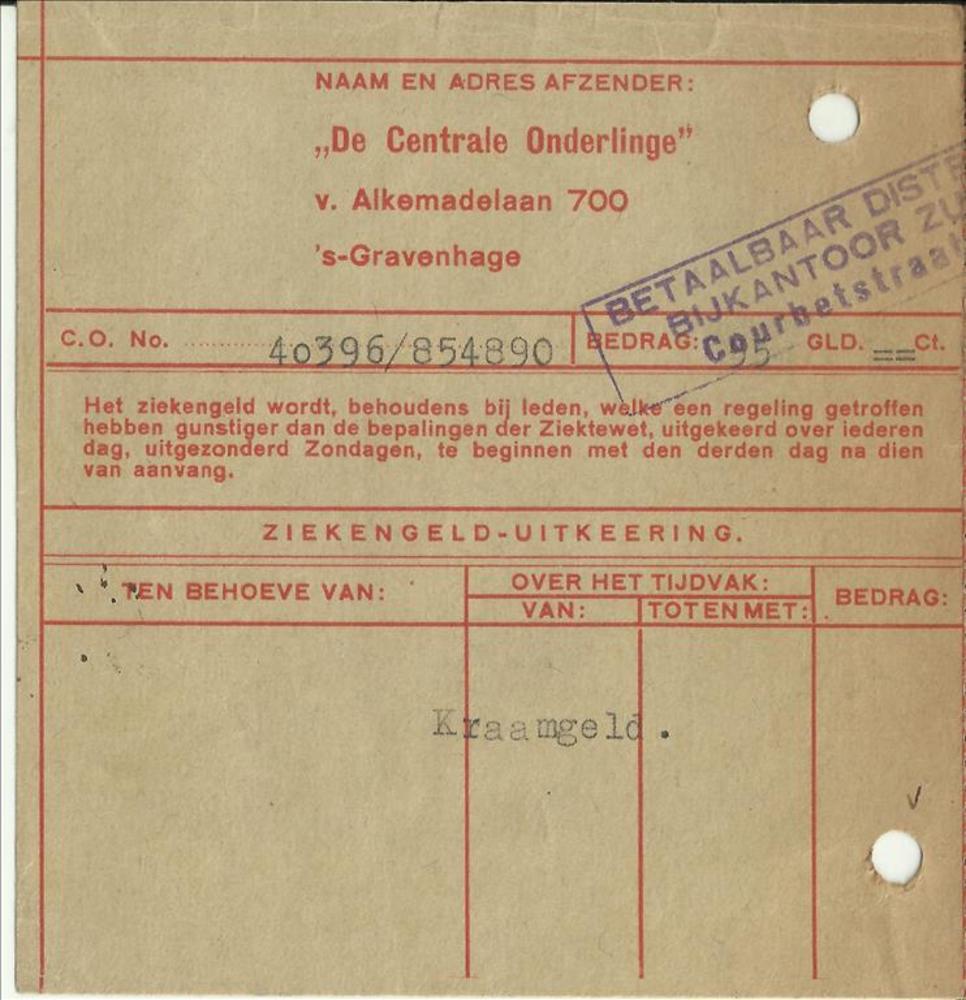 NAAM EN ADRES AFZENDER:
„De Centrale Onderlinge”
v. Alkemadelaan 700
's-Gravenhage
BETAALBAAR
BIJKANTOOR
C.O. No. 40396/854890 BEDRAG: 95 GLD. Ct.
Het ziekengeld wordt, behoudens bij leden, welke een regeling getroffen
hebben gunstiger dan de bepalingen der Ziektewet, uitgekeerd over iederen
dag, uitgezonderd Zondagen, te beginnen met den derden dag na dien
van aanvang.
ZIEKENGELD-UITKEERING.
TEN BEHOEVE VAN: OVER HET TIJDVAK: BEDRAG:
VAN: TOT EN MET:
Kraamgeld.